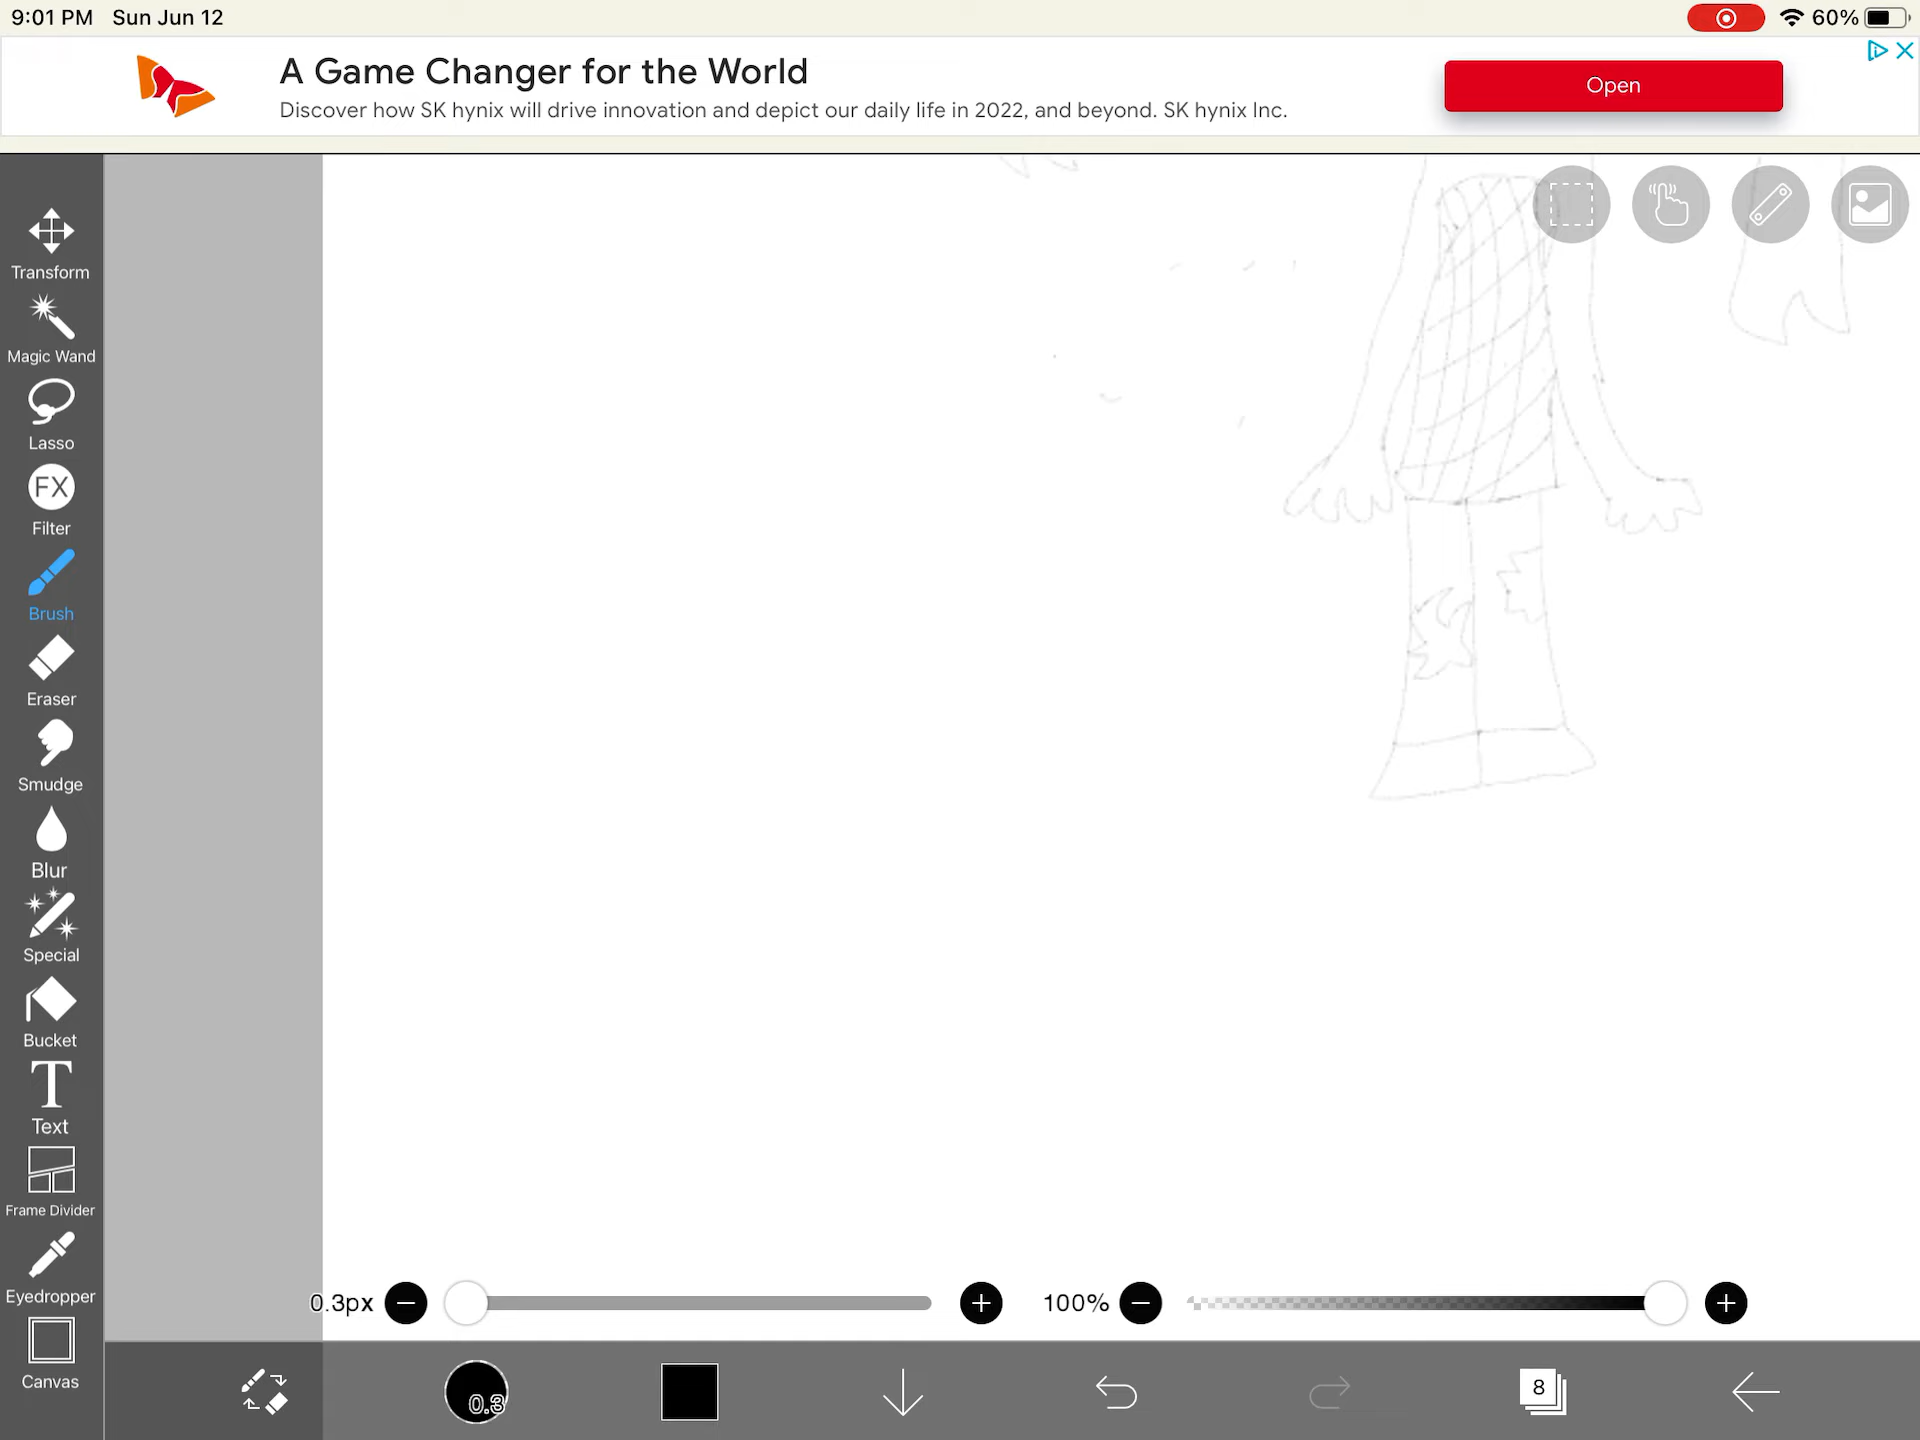 9:01 PM Sun Jun 12
60%
A Game Changer for the World
Discover how SK hynix will drive innovation and depict our daily life in 2022, and beyond. SK hynix Inc.
Open
Transform
Magic Wand
Lasso
FX
Filter
Brush
Eraser
Smudge
Blur
Special
Bucket
T
Text
Frame Divider
Eyedropper
Canvas
0.3px
100%
0.3
8